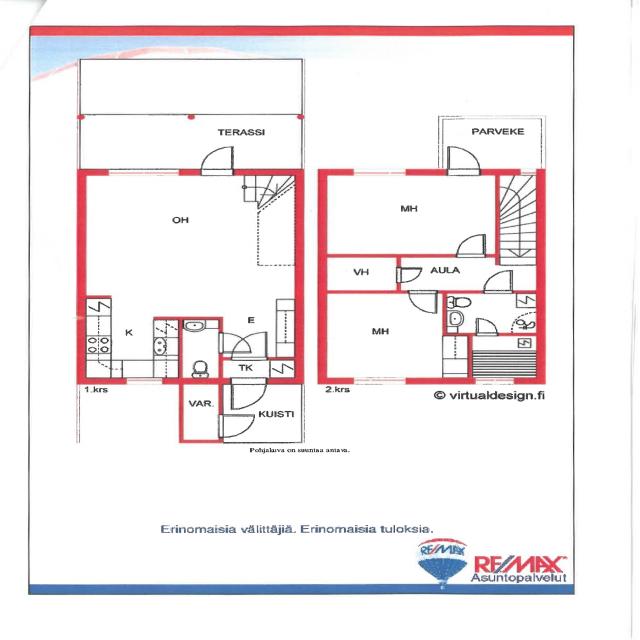 TERASSI
PARVEKE
OH
MH
VH
AULA
K
E
MH
TK
1.krs
2.krs
VAR.
KUISTI
© virtualdesign.fi
Pohjakuva on suuntaa antava.
Erinomaisia välittäjiä. Erinomaisia tuloksia.
RE/MAX
RE/MAX
Asuntopalvelut